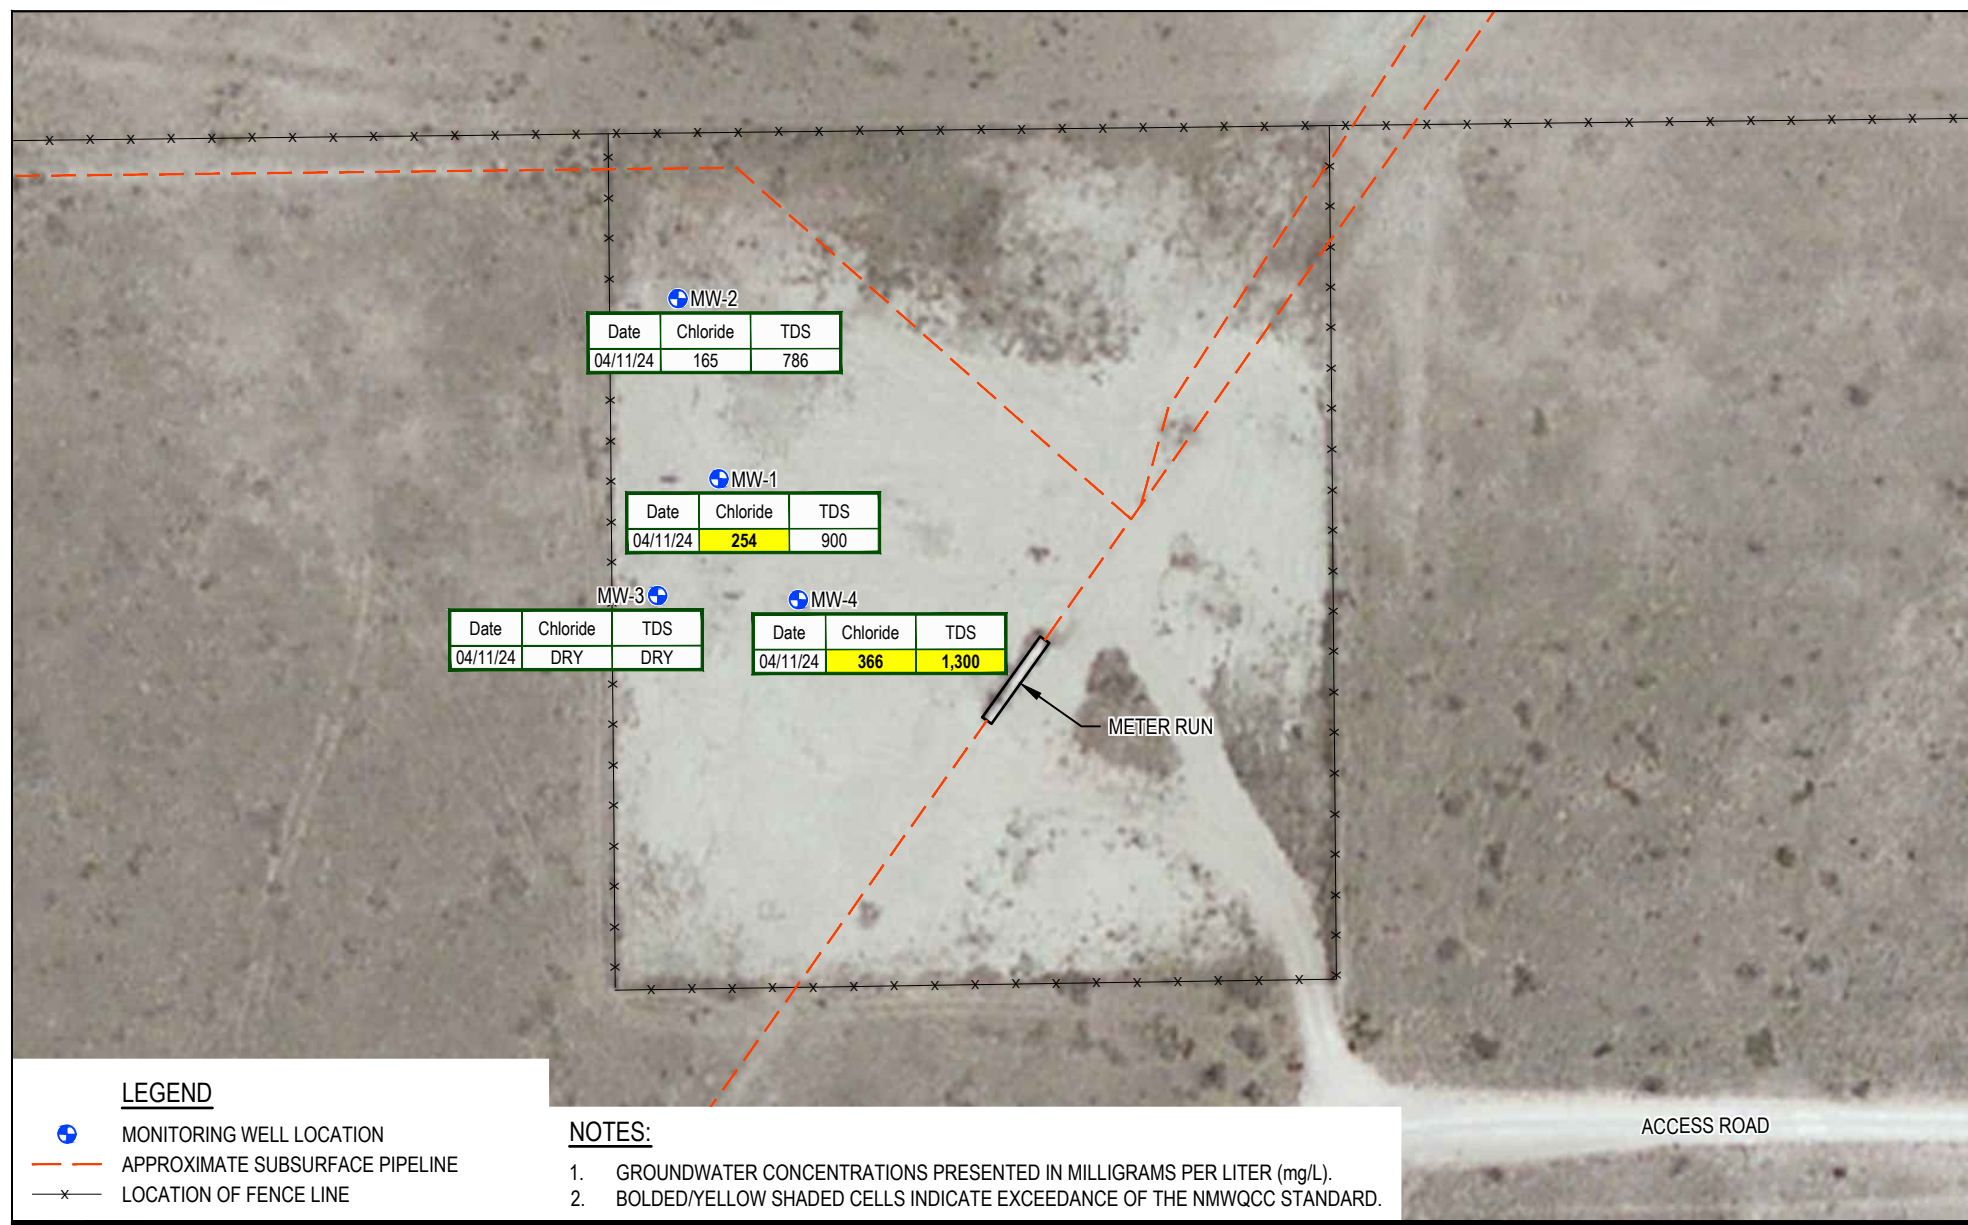 MW-2
Date Chloride TDS
04/11/24 165 786
MW-1
Date Chloride TDS
04/11/24 254 900
MW-3
Date Chloride TDS
04/11/24 DRY DRY
MW-4
Date Chloride TDS
04/11/24 366 1,300
METER RUN
ACCESS ROAD
LEGEND
MONITORING WELL LOCATION
APPROXIMATE SUBSURFACE PIPELINE
LOCATION OF FENCE LINE
NOTES:
1. GROUNDWATER CONCENTRATIONS PRESENTED IN MILLIGRAMS PER LITER (mg/L).
2. BOLDED/YELLOW SHADED CELLS INDICATE EXCEEDANCE OF THE NMWQCC STANDARD.